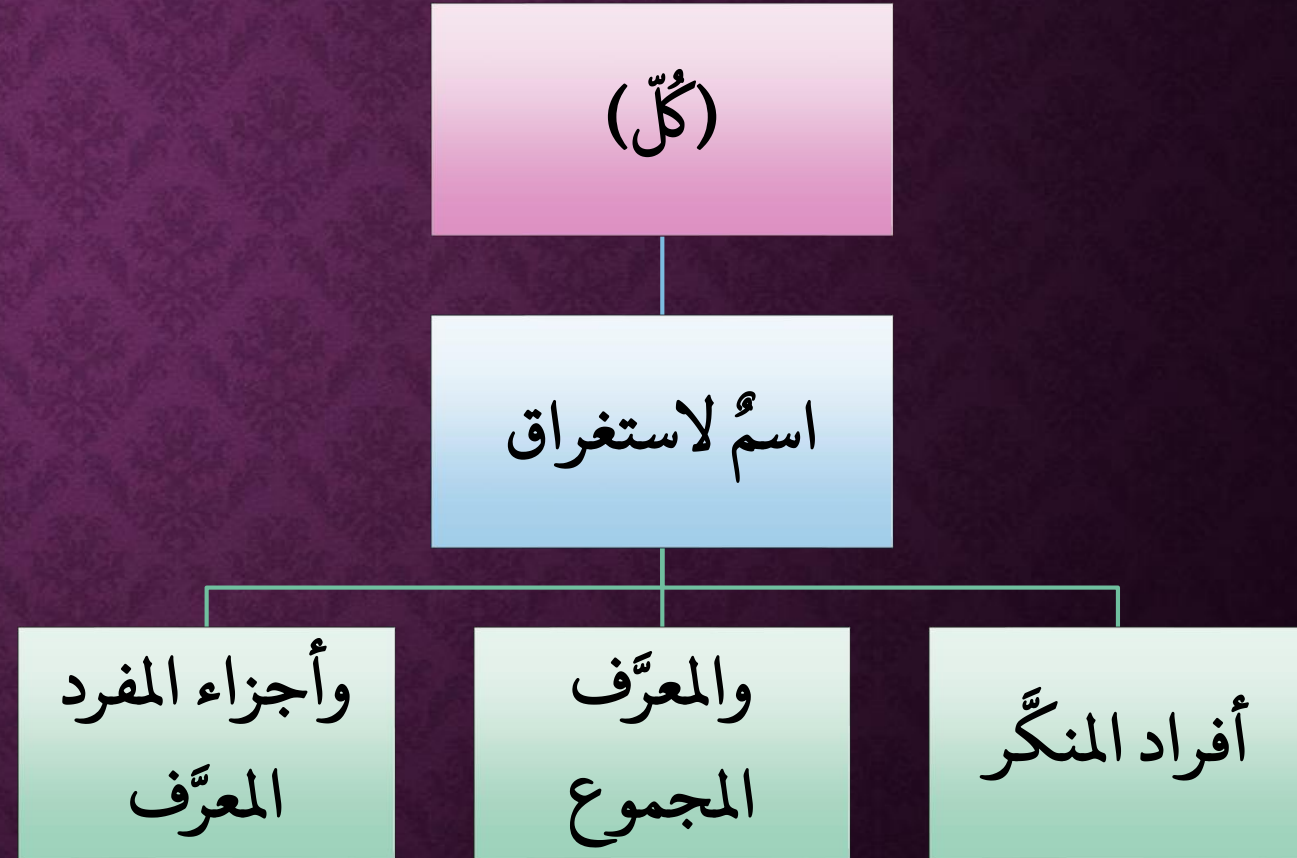 (كُلّ)
اسمٌ لاستغراق
أفراد المنكَّر
والمعرَّف
المجموع
وأجزاء المفرد
المعرَّف